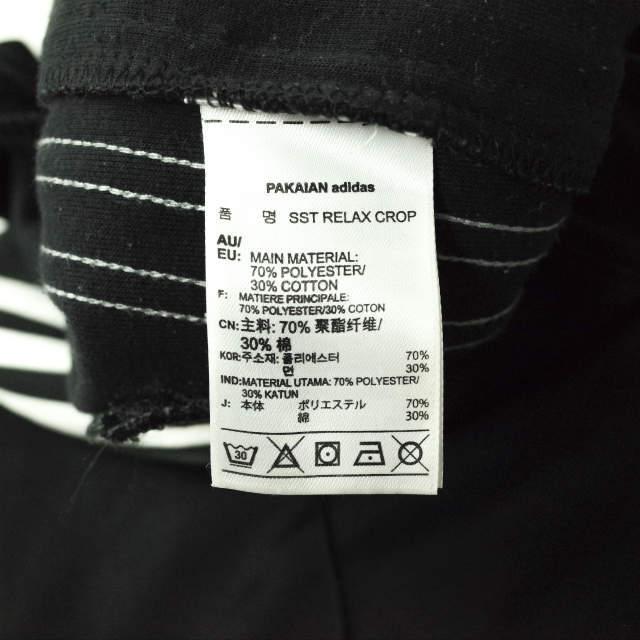 PAKAIAN adidas
품 명 SST RELAX CROP
AU/
EU: MAIN MATERIAL:
70% POLYESTER/
30% COTTON
F: MATIERE PRINCIPALE:
70% POLYESTER/30% COTON
CN: 主料: 70% 聚酯纤维/
30% 棉
KOR: 주소재: 폴리에스터 70%
면 30%
IND: MATERIAL UTAMA: 70% POLYESTER/
30% KATUN
J: 本体 ポリエステル 70%
綿 30%
30